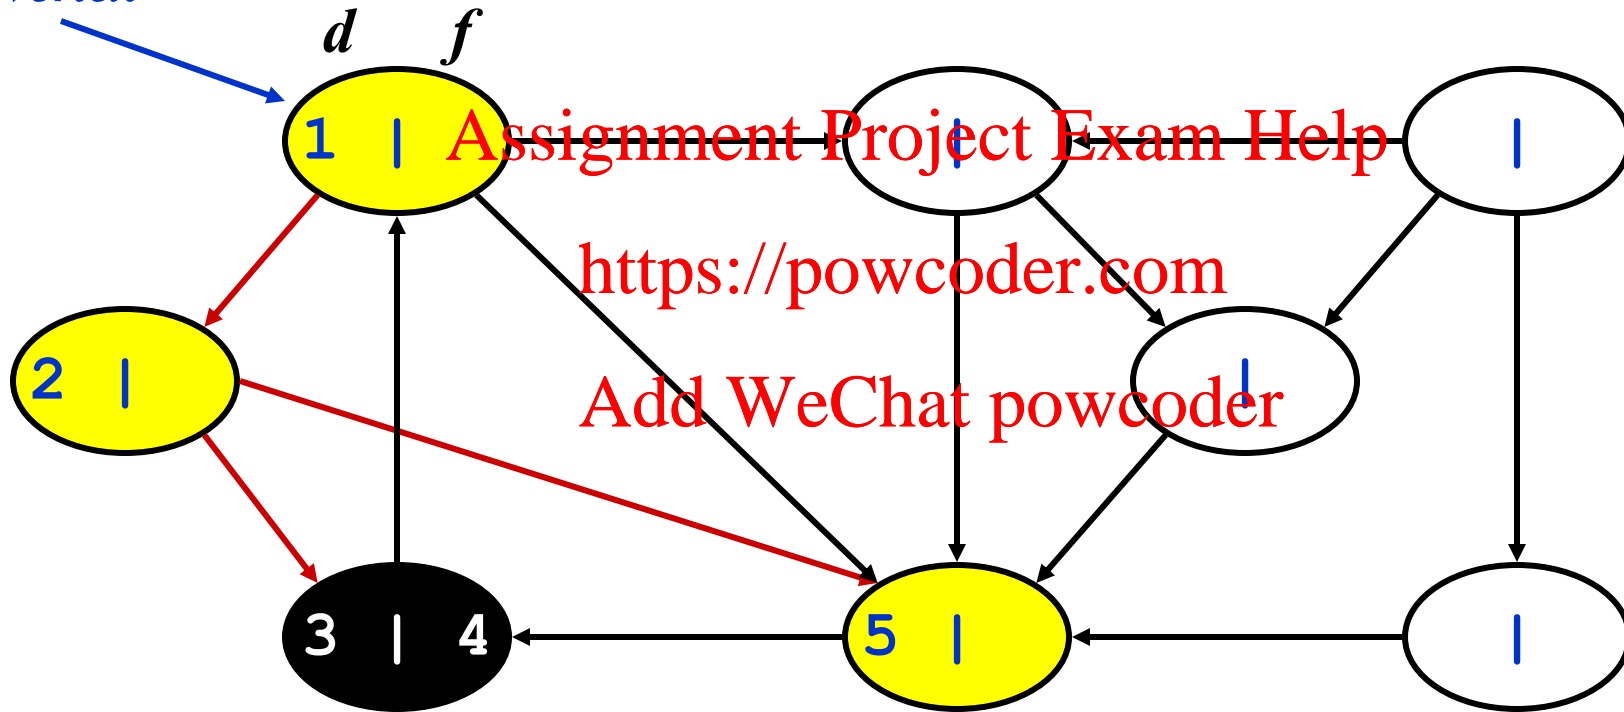 d f
1 |
Assignment Project Exam Help
|
|
https://powcoder.com
2 |
|
Add WeChat powcoder
3 | 4
5 |
|